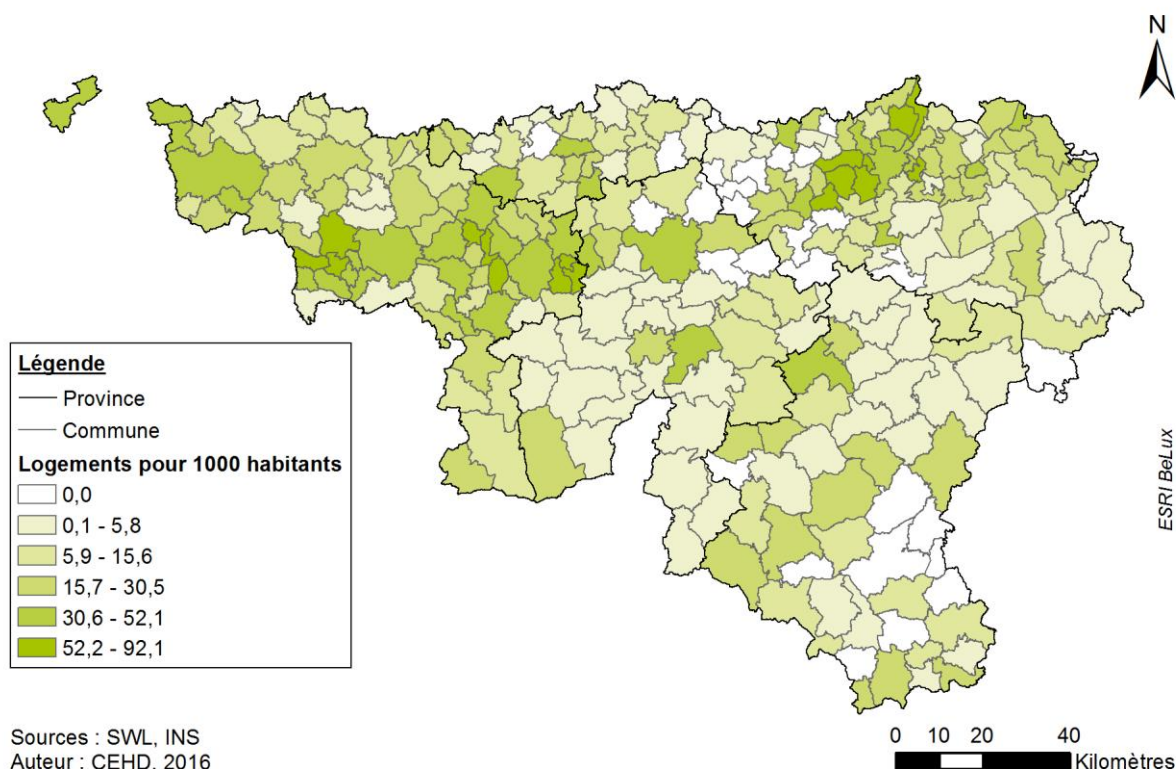 N
Légende
Province
Commune
Logements pour 1000 habitants
0,0
0,1 - 5,8
5,9 - 15,6
15,7 - 30,5
30,6 - 52,1
52,2 - 92,1
ESRI BeLux
Sources : SWL, INS
Auteur : CEHD, 2016
0 10 20 40
Kilomètres